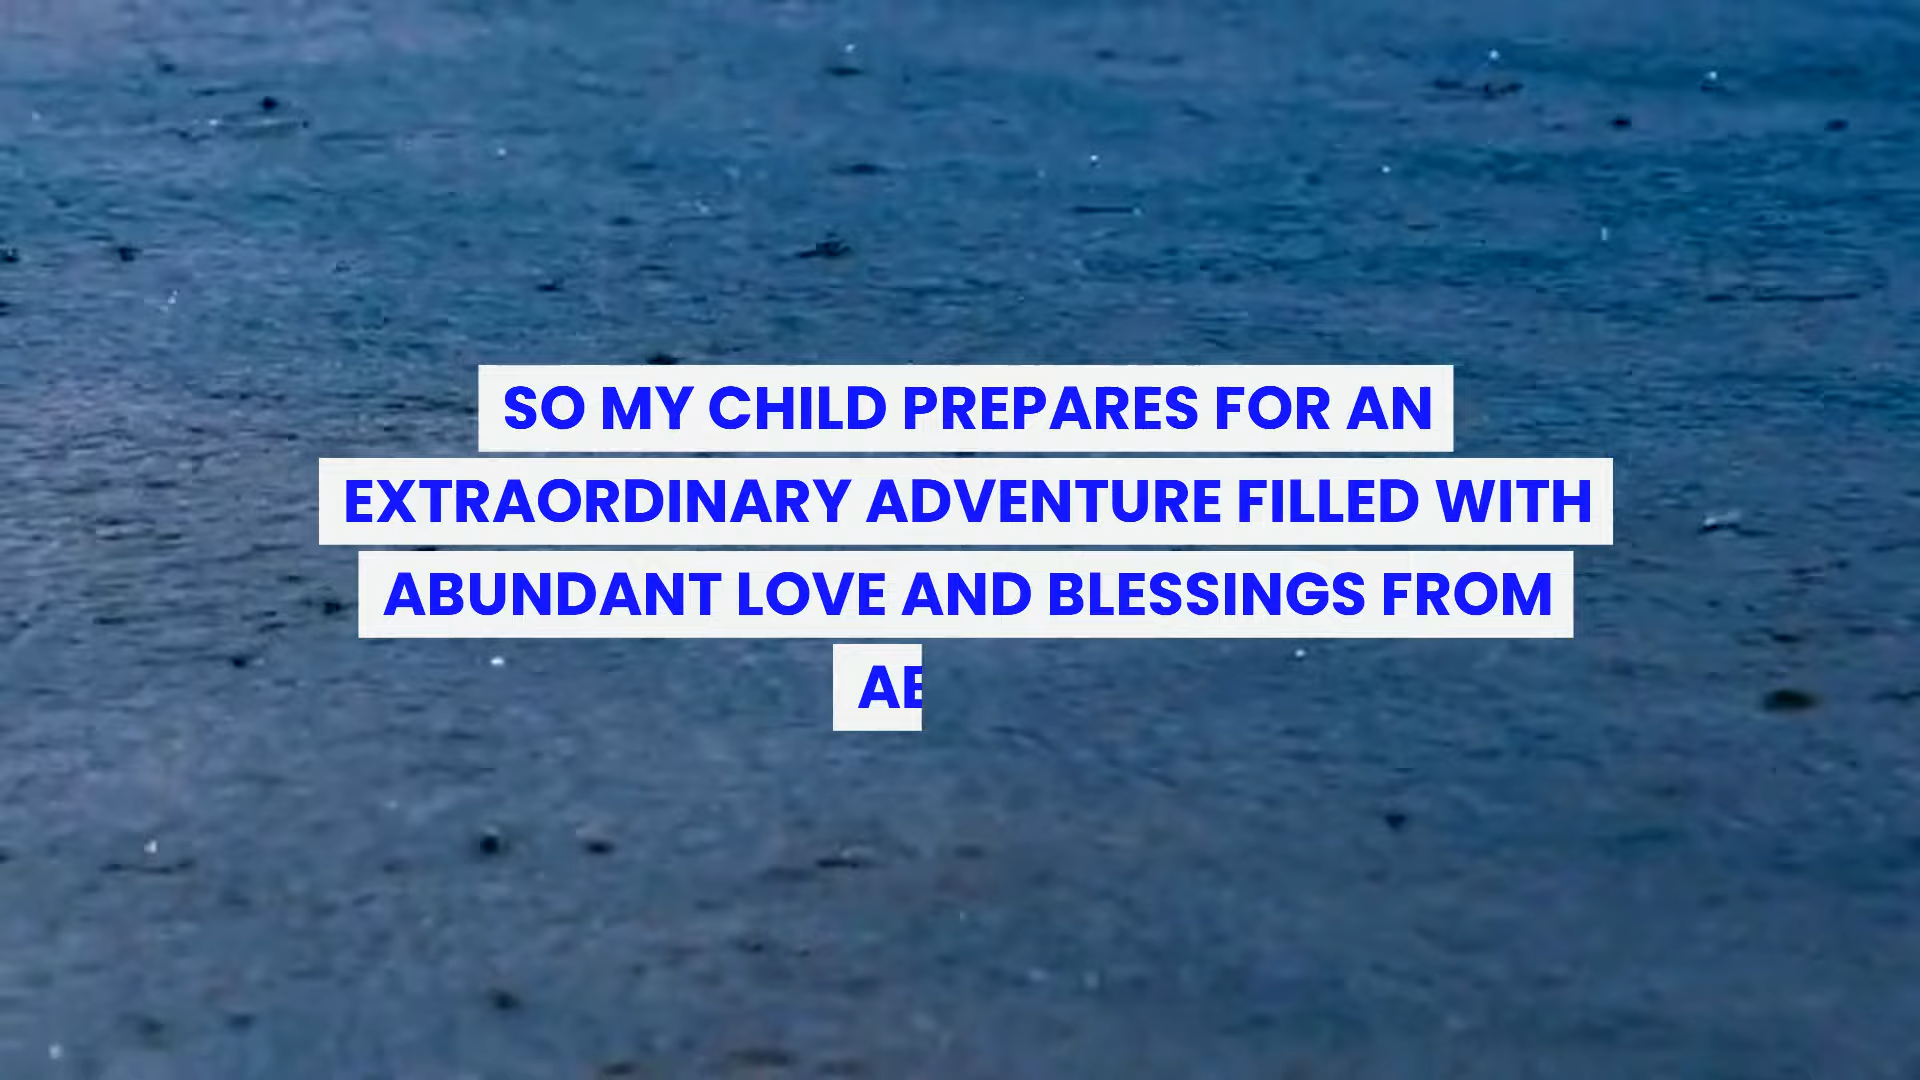 SO MY CHILD PREPARES FOR AN
EXTRAORDINARY ADVENTURE FILLED WITH
ABUNDANT LOVE AND BLESSINGS FROM